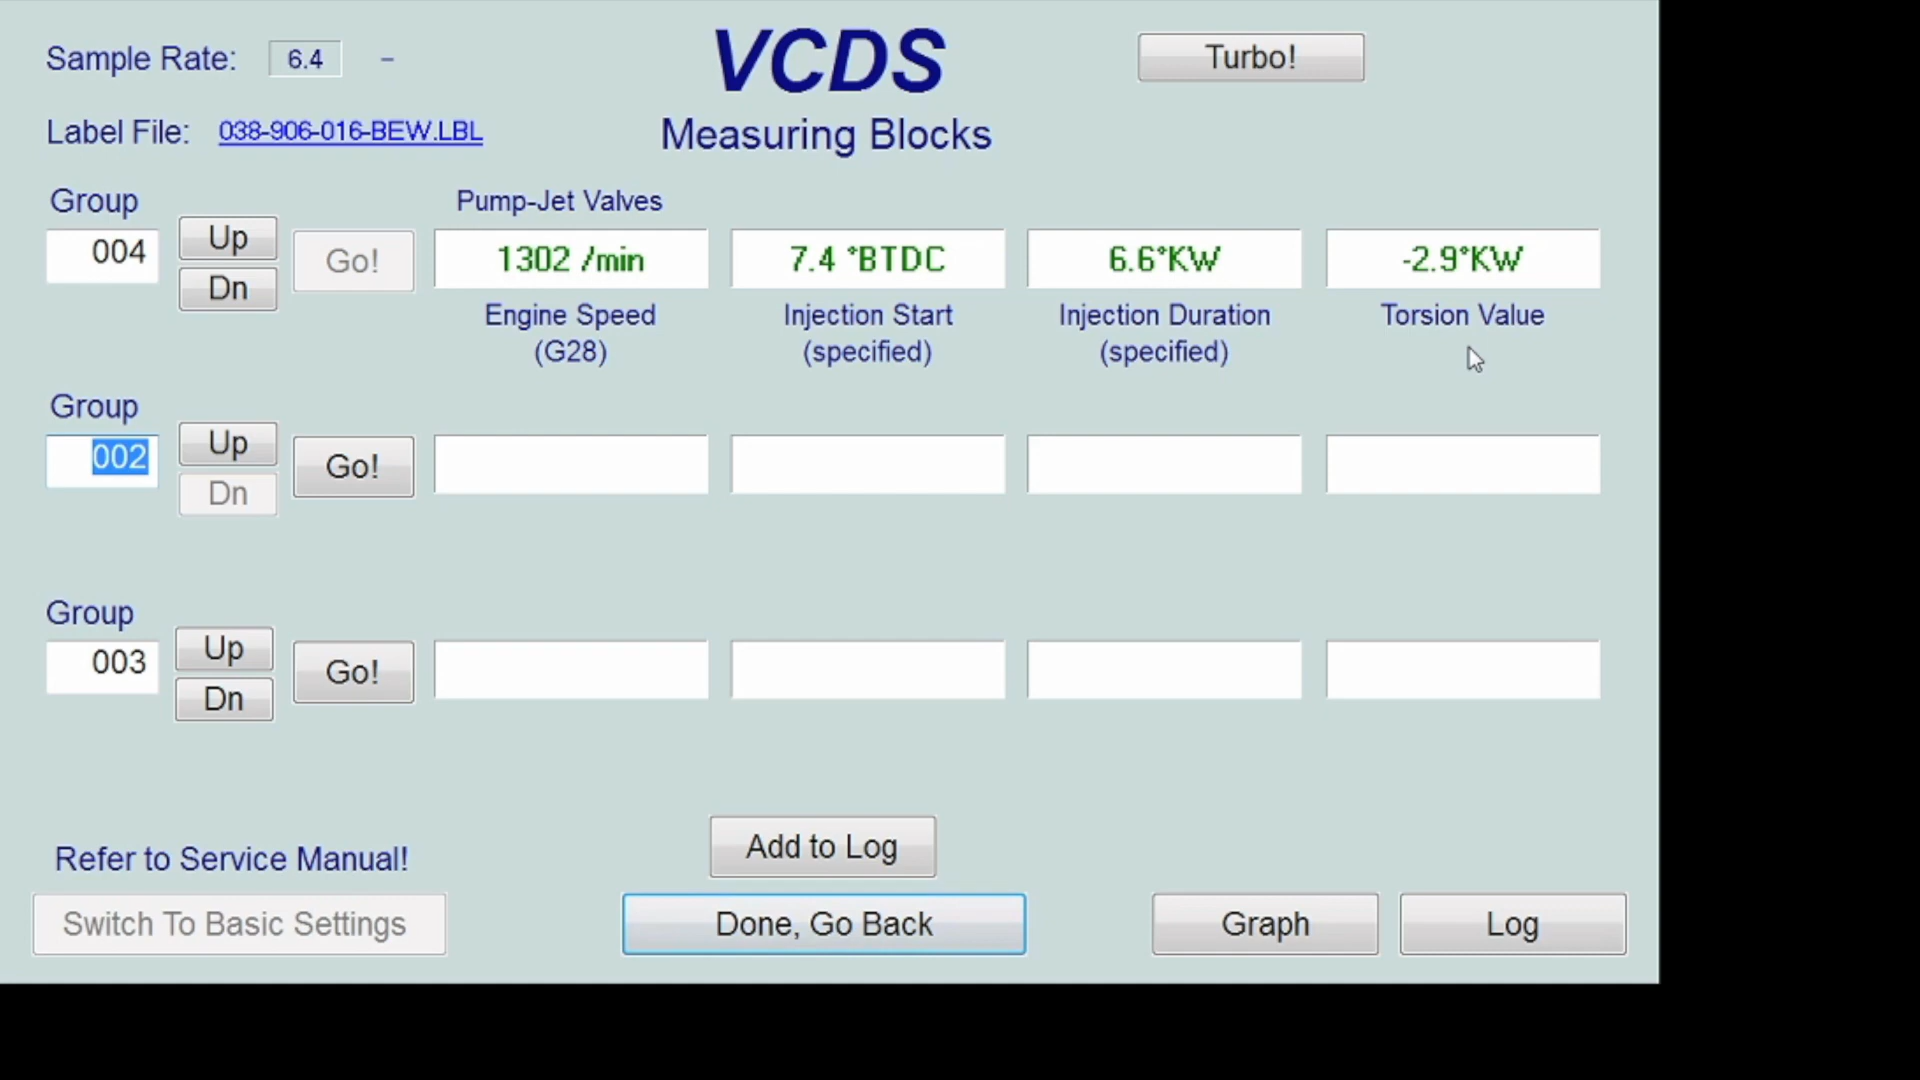 Sample Rate: 6.4 -
VCDS
Turbo!
Label File: 038-906-016-BEW.LBL
Measuring Blocks
Group
Pump-Jet Valves
004
Up
Dn
Go!
1302 /min
7.4 °BTDC
6.6°KW
-2.9°KW
Engine Speed
(G28)
Injection Start
(specified)
Injection Duration
(specified)
Torsion Value
Group
002
Up
Dn
Go!
Group
003
Up
Dn
Go!
Refer to Service Manual!
Add to Log
Switch To Basic Settings
Done, Go Back
Graph
Log